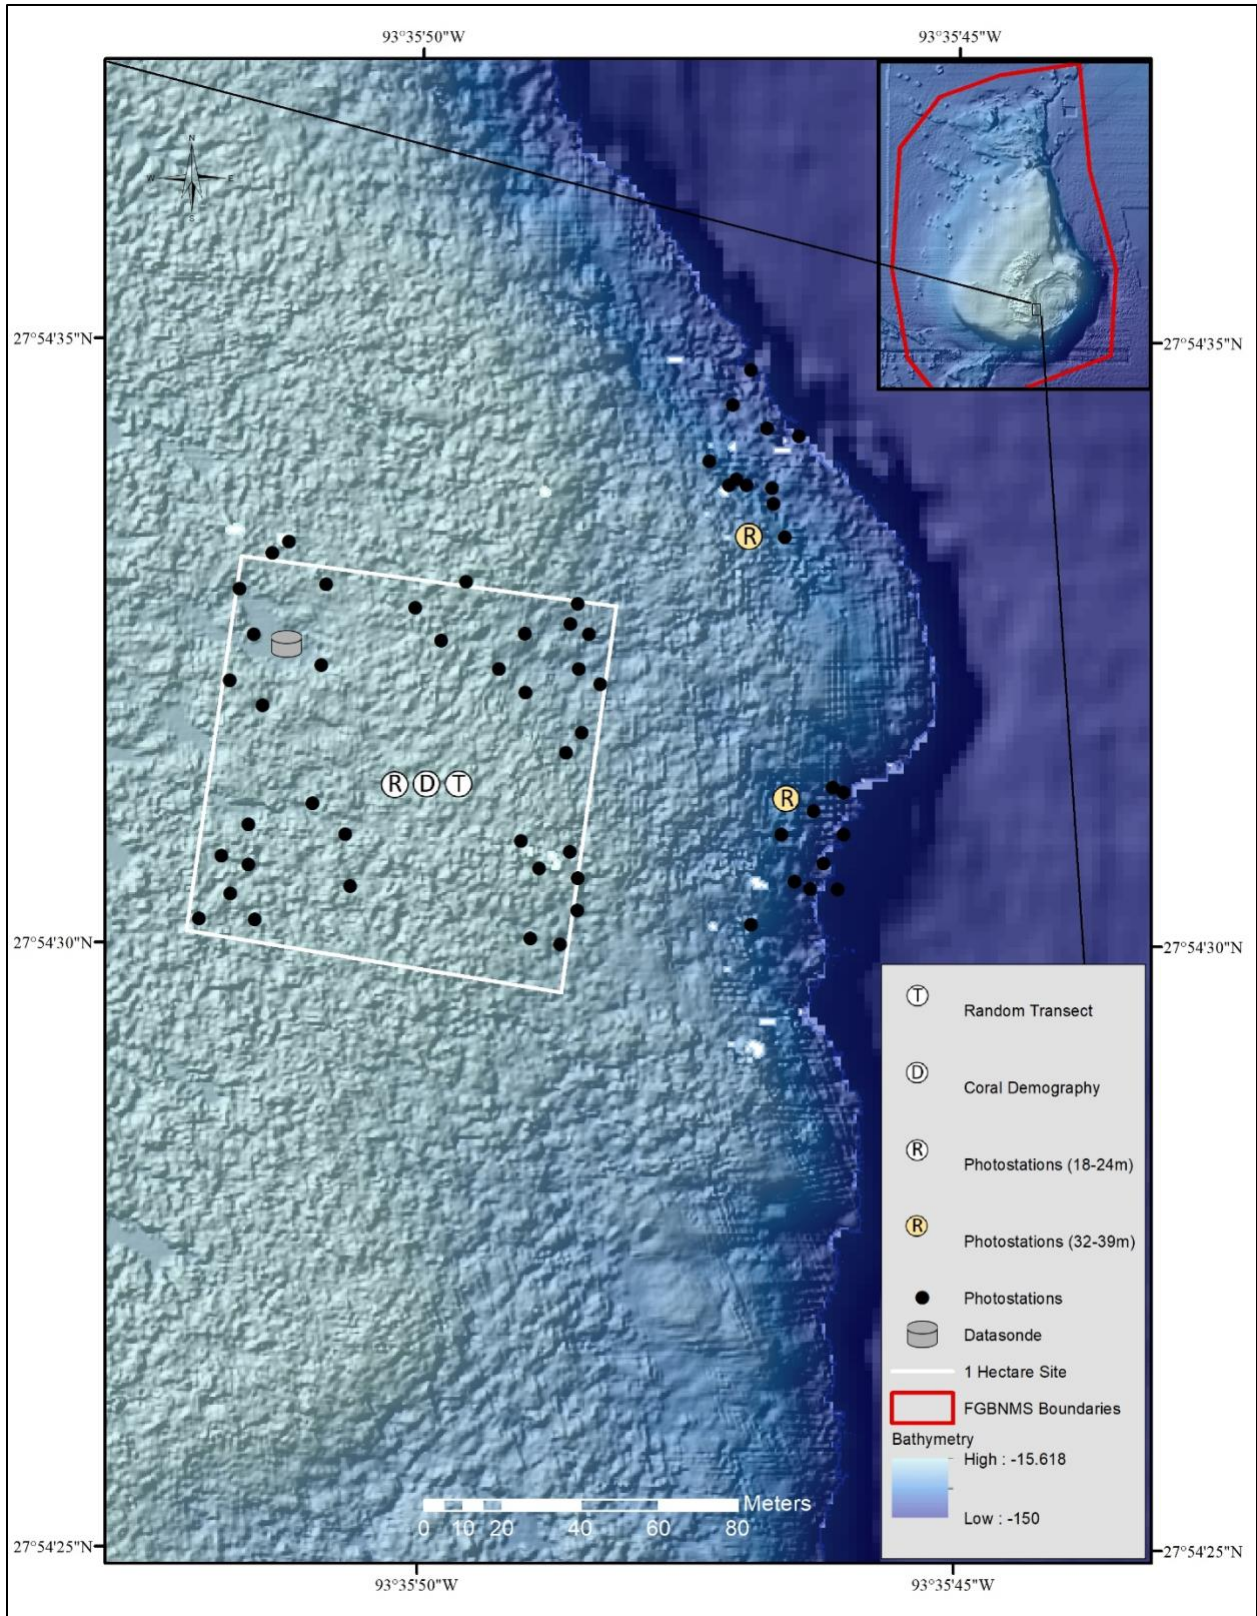 93°35'50"W
93°35'45"W
N
W
E
S
27°54'35"N
27°54'35"N
R
R D T
R
27°54'30"N
27°54'30"N
T Random Transect
D Coral Demography
R Photostations (18-24m)
R Photostations (32-39m)
Photostations
Datasonde
1 Hectare Site
FGBNMS Boundaries
Bathymetry
High : -15.618
Low : -150
Meters
0 10 20 40 60 80
27°54'25"N
27°54'25"N
93°35'50"W
93°35'45"W